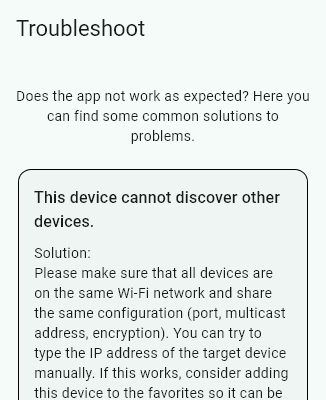 Troubleshoot
Does the app not work as expected? Here you
can find some common solutions to
problems.
This device cannot discover other
devices.
Solution:
Please make sure that all devices are
on the same Wi-Fi network and share
the same configuration (port, multicast
address, encryption). You can try to
type the IP address of the target device
manually. If this works, consider adding
this device to the favorites so it can be